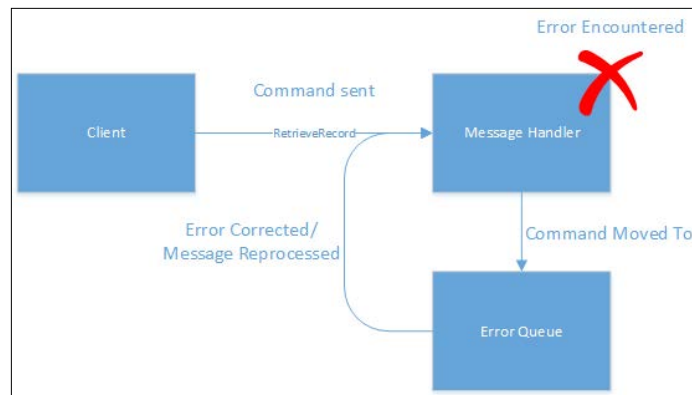 Error Encountered
Command sent
Client
RetrieveRecord
Message Handler
Error Corrected/
Message Reprocessed
Command Moved To
Error Queue